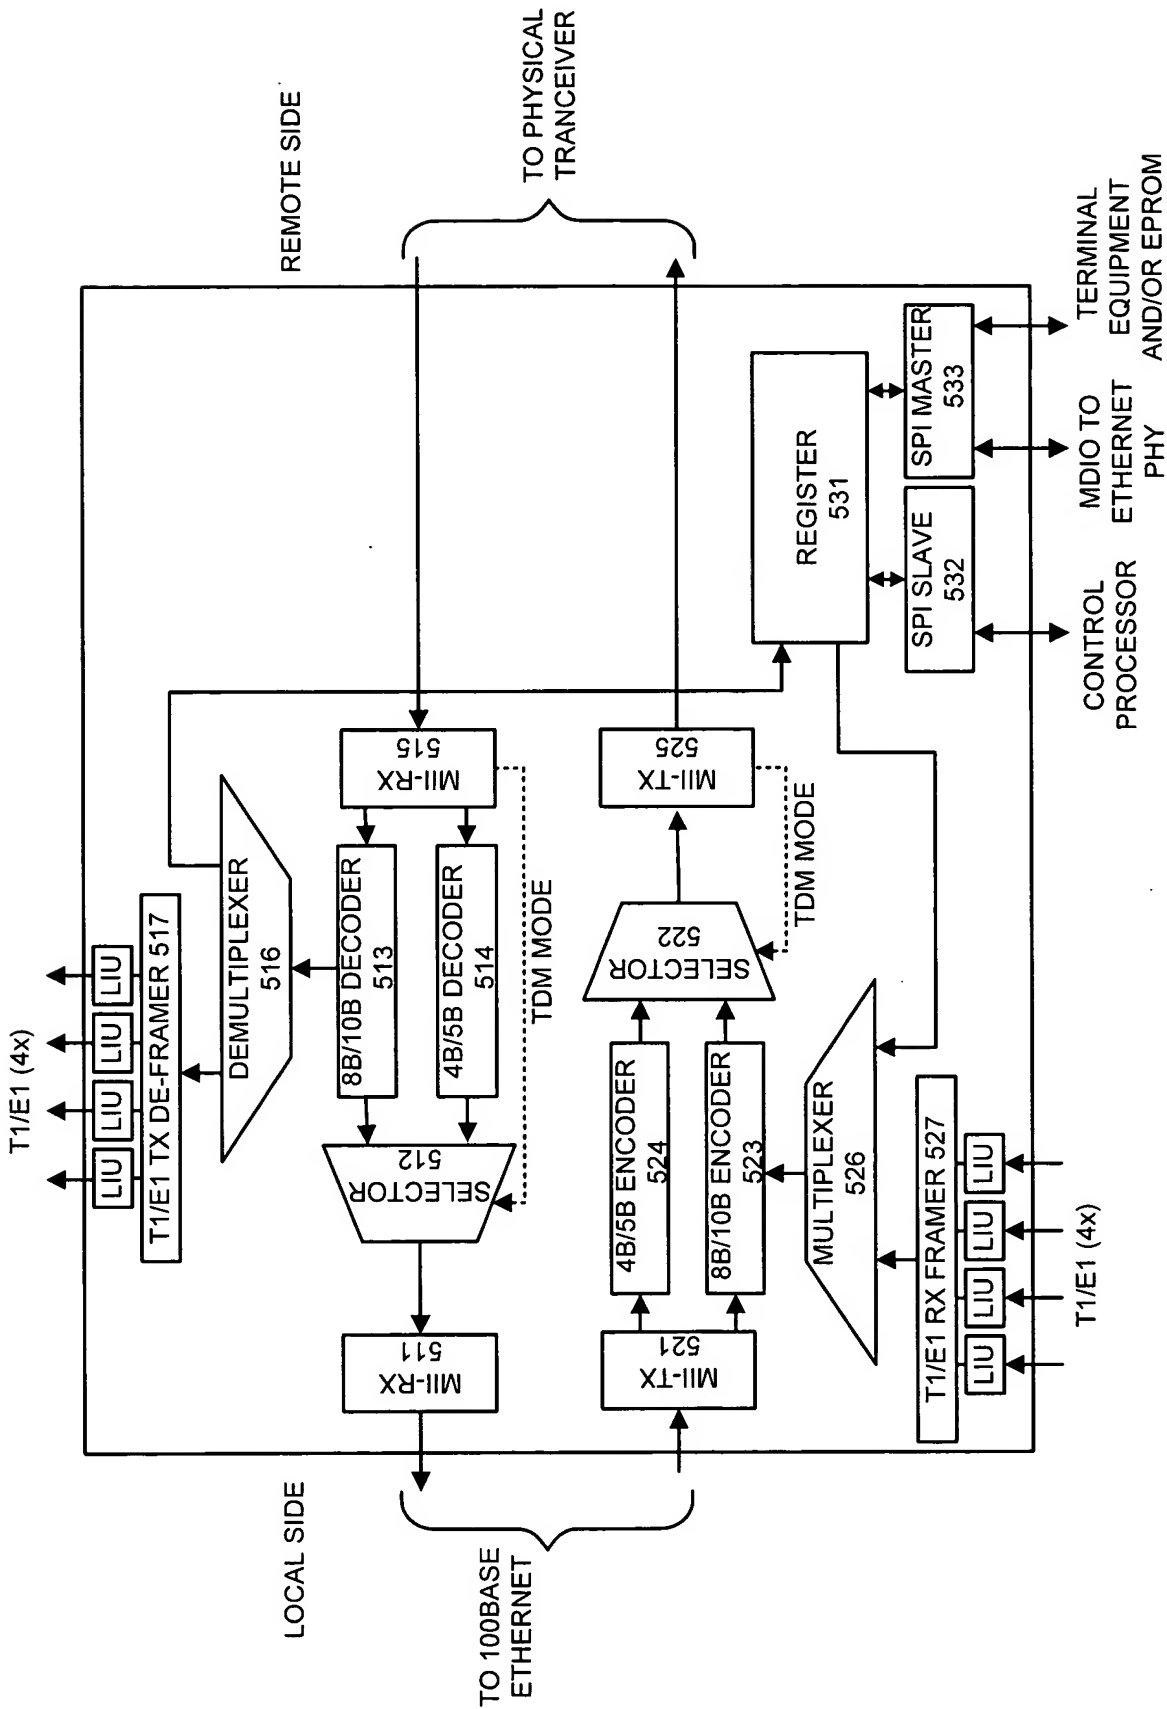 LOCAL SIDE
REMOTE SIDE
T1/E1 (4x)
LIU
LIU
LIU
LIU
T1/E1 TX DE-FRAMER 517
DEMULTIPLEXER
516
8B/10B DECODER
513
4B/5B DECODER
514
SELECTOR
512
MII-RX
511
MII-RX
515
TDM MODE
TO 100BASE
ETHERNET
TO PHYSICAL
TRANCEIVER
MII-TX
521
4B/5B ENCODER
524
8B/10B ENCODER
523
SELECTOR
522
MII-TX
525
TDM MODE
MULTIPLEXER
526
T1/E1 RX FRAMER 527
LIU
LIU
LIU
LIU
T1/E1 (4x)
REGISTER
531
SPI SLAVE
532
SPI MASTER
533
CONTROL
PROCESSOR
MDIO TO
ETHERNET
PHY
TERMINAL
EQUIPMENT
AND/OR EPROM